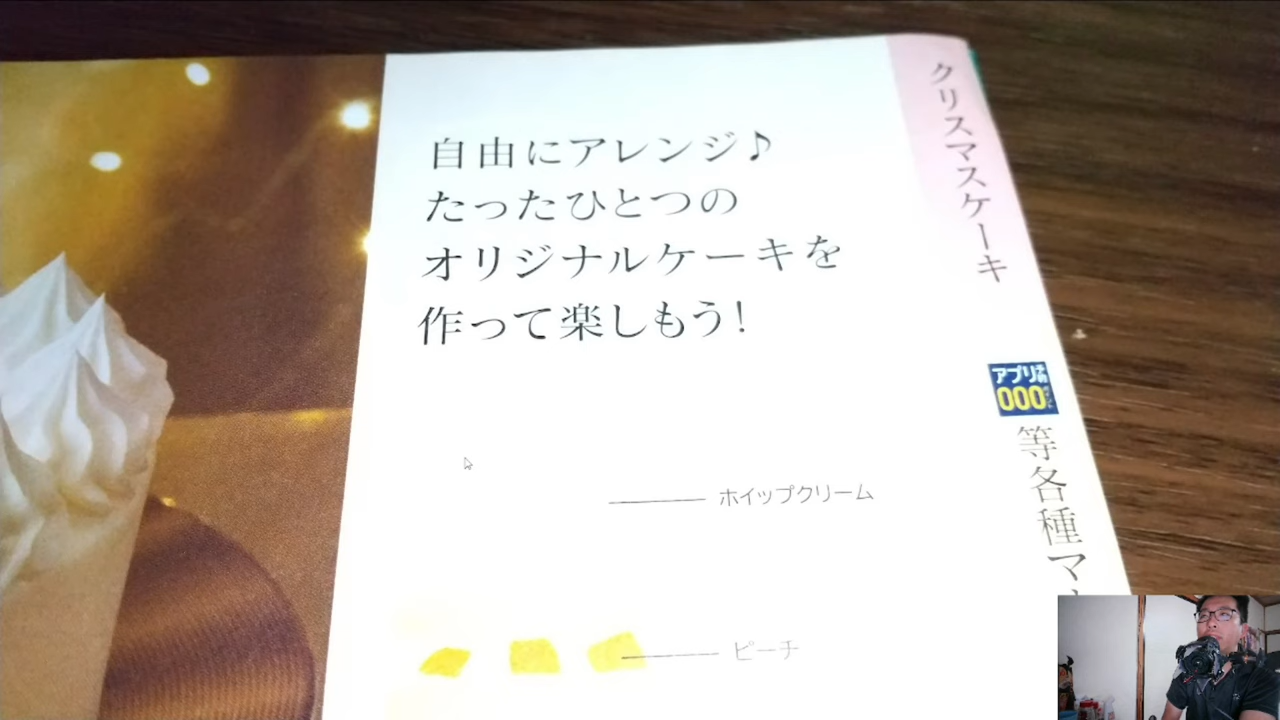 自由にアレンジ♪
たったひとつの
オリジナルケーキを
作って楽しもう!
ホイップクリーム
ピーチ
クリスマスケーキ
アプリ
000
等各種マ